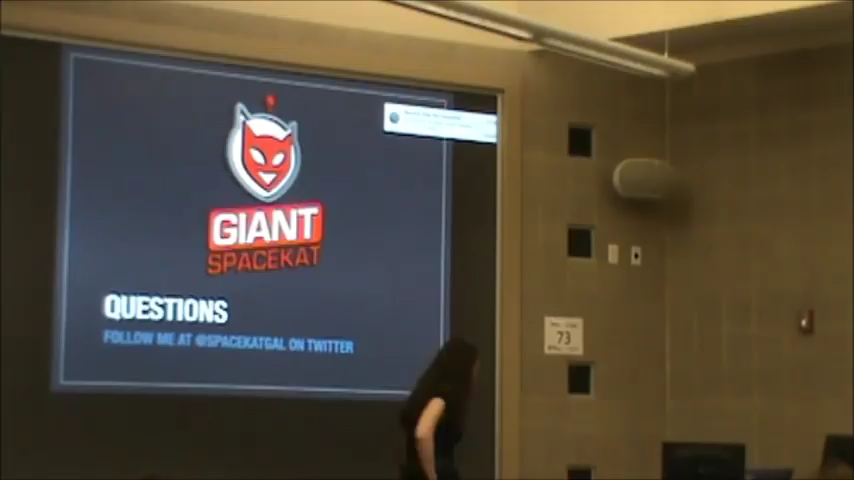 GIANT
SPACEKAT
QUESTIONS
FOLLOW ME AT @SPACEKATGAL ON TWITTER
73